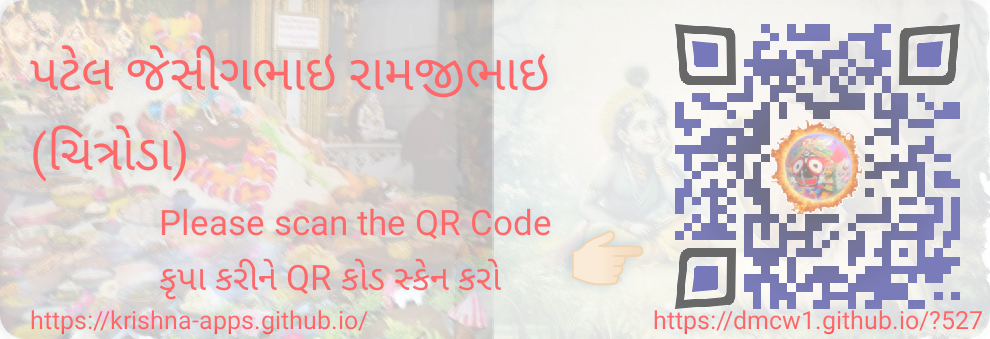 પટેલ જેસીગભાઇ રામજીભાઇ
(ચિત્રોડા)
Please scan the QR Code
કૃપા કરીને QR કોડ સ્કેન કરો
https://krishna-apps.github.io/
https://dmcw1.github.io/?527